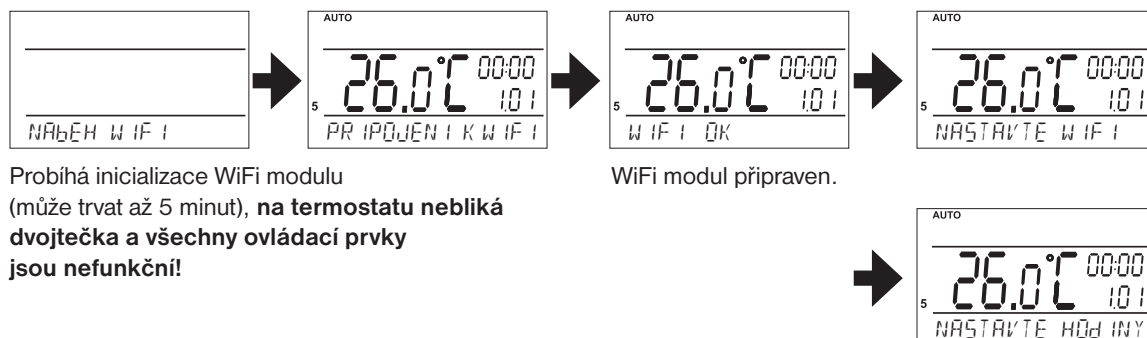 NÁBEH WIFI
AUTO
26.0°C 00:00
5 1.01
PRIPOJENI K WIFI
AUTO
26.0°C 00:00
5 1.01
WIFI OK
AUTO
26.0°C 00:00
5 1.01
NASTAVTE WIFI
Probíhá inicializace WiFi modulu
(může trvat až 5 minut), na termostatu nebliká
dvojtečka a všechny ovládací prvky
jsou nefunkční!
WiFi modul připraven.
AUTO
26.0°C 00:00
5 1.01
NASTAVTE HODINY